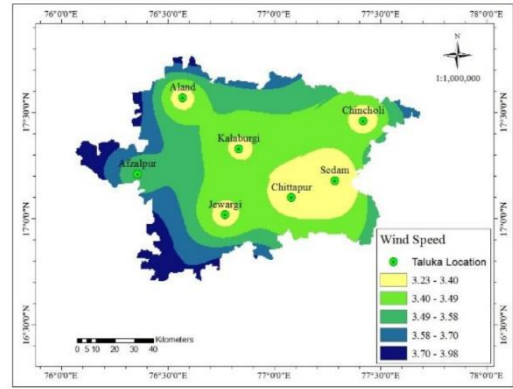 76°0'0"E 76°30'0"E 77°0'0"E 77°30'0"E 78°0'0"E
N
1:1,000,000
17°30'0"N
17°0'0"N
16°30'0"N
17°30'0"N
17°0'0"N
16°30'0"N
Aland
Chincholi
Kalaburgi
Afzalpur
Sedam
Chittapur
Jewargi
Wind Speed
Taluka Location
3.23 - 3.40
3.40 - 3.49
3.49 - 3.58
3.58 - 3.70
3.70 - 3.98
Kilometers
0 5 10 20 30 40
76°0'0"E 76°30'0"E 77°0'0"E 77°30'0"E 78°0'0"E